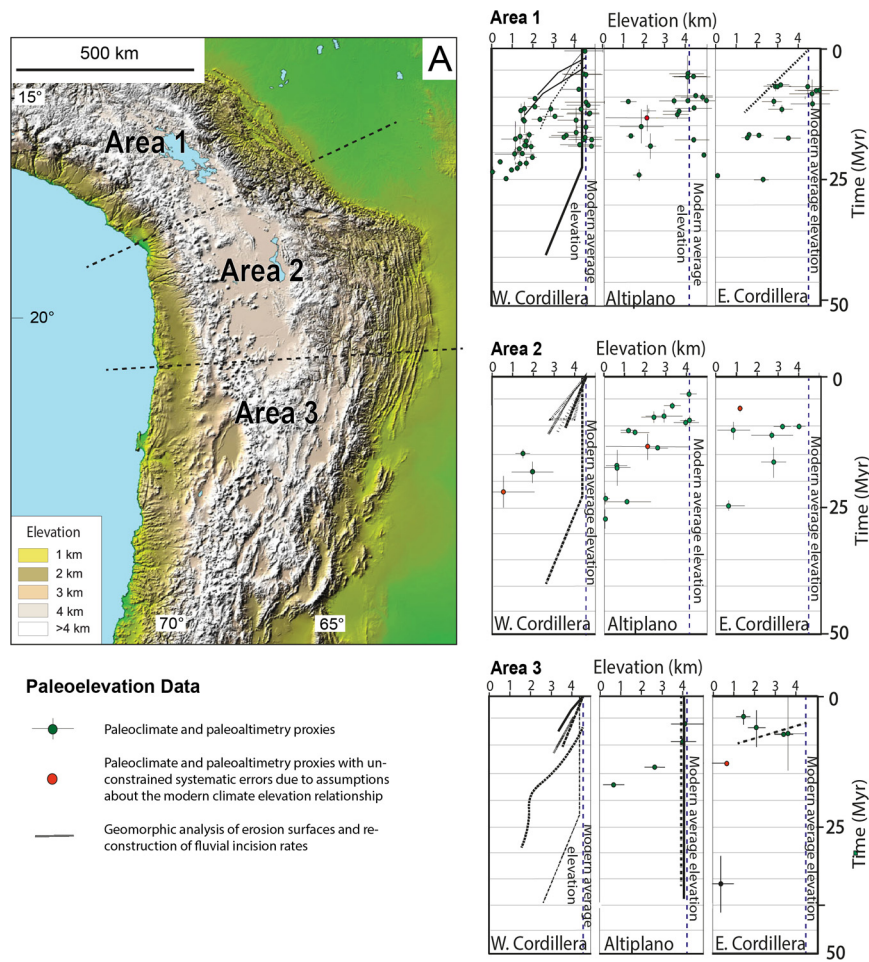 500 km
A
15°
Area 1
Area 2
20°
Area 3
Elevation
1 km
2 km
3 km
4 km
>4 km
70°
65°
Paleoelevation Data
Paleoclimate and paleoaltimetry proxies
Paleoclimate and paleoaltimetry proxies with un-
constrained systematic errors due to assumptions
about the modern climate elevation relationship
Geomorphic analysis of erosion surfaces and re-
construction of fluvial incision rates
Area 1
Elevation (km)
0 1 2 3 4
0 1 2 3 4
0 1 2 3 4
0
25
50
Time (Myr)
Modern average
elevation
Modern average
elevation
Modern average elevation
W. Cordillera
Altiplano
E. Cordillera
Area 2
Elevation (km)
0 1 2 3 4
0 1 2 3 4
0 1 2 3 4
0
25
50
Time (Myr)
Modern average elevation
Modern average elevation
Modern average elevation
W. Cordillera
Altiplano
E. Cordillera
Area 3
Elevation (km)
0 1 2 3 4
0 1 2 3 4
0 1 2 3 4
0
25
50
Time (Myr)
Modern average
elevation
Modern average elevation
Modern average elevation
W. Cordillera
Altiplano
E. Cordillera